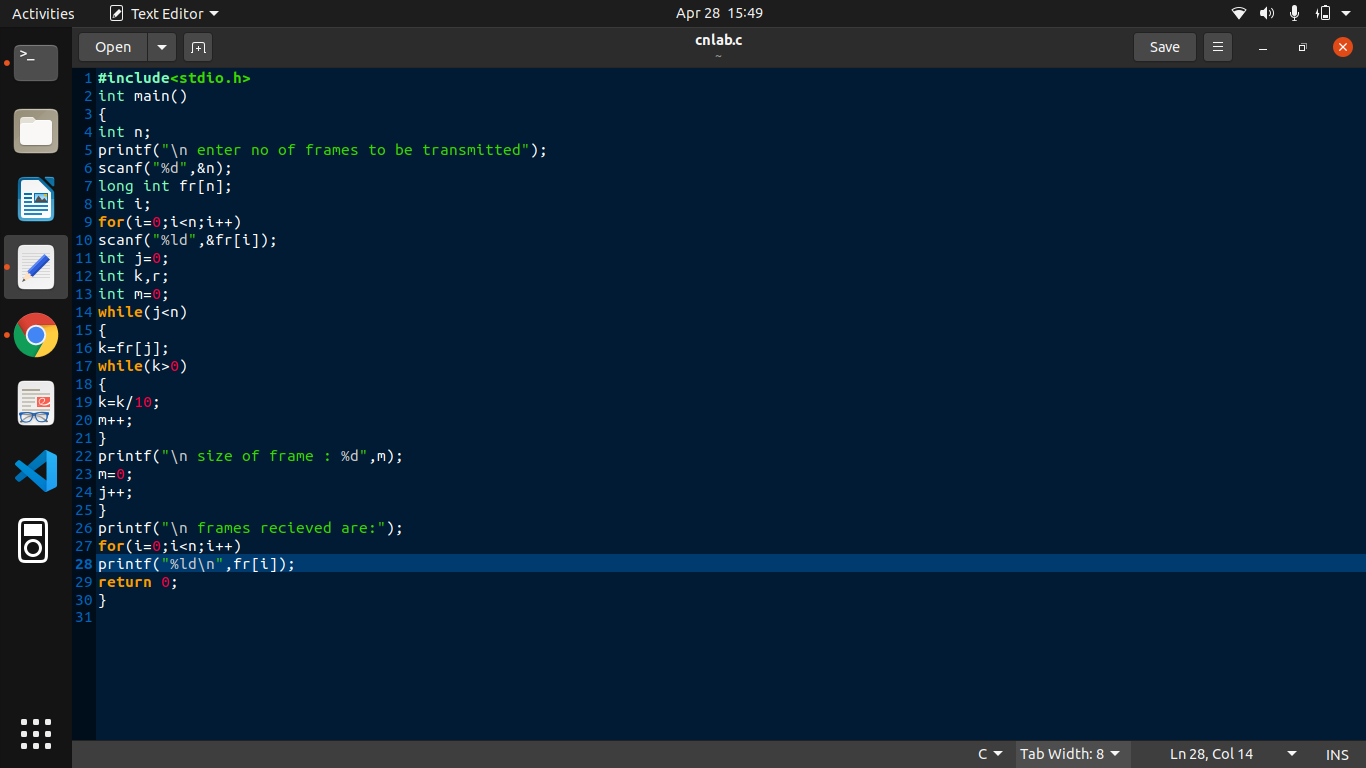 Activities Text Editor Apr 28 15:49
Open cnlab.c Save
~
1 #include<stdio.h>
2 int main()
3 {
4 int n;
5 printf("\n enter no of frames to be transmitted");
6 scanf("%d",&n);
7 long int fr[n];
8 int i;
9 for(i=0;i<n;i++)
10 scanf("%ld",&fr[i]);
11 int j=0;
12 int k,r;
13 int m=0;
14 while(j<n)
15 {
16 k=fr[j];
17 while(k>0)
18 {
19 k=k/10;
20 m++;
21 }
22 printf("\n size of frame : %d",m);
23 m=0;
24 j++;
25 }
26 printf("\n frames recieved are:");
27 for(i=0;i<n;i++)
28 printf("%ld\n",fr[i]);
29 return 0;
30 }
31
C Tab Width: 8 Ln 28, Col 14 INS